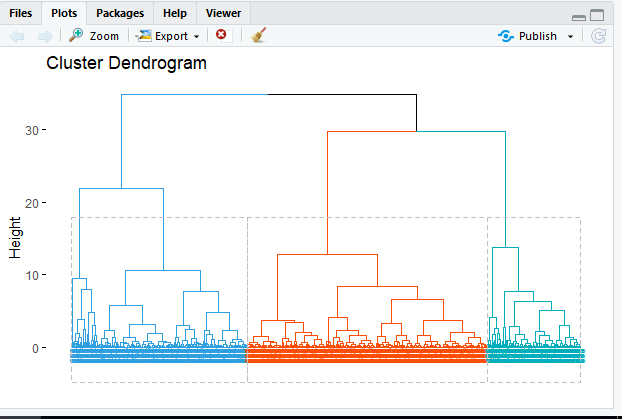 Files Plots Packages Help Viewer
Zoom Export Publish
Cluster Dendrogram
30
20
10
0
Height